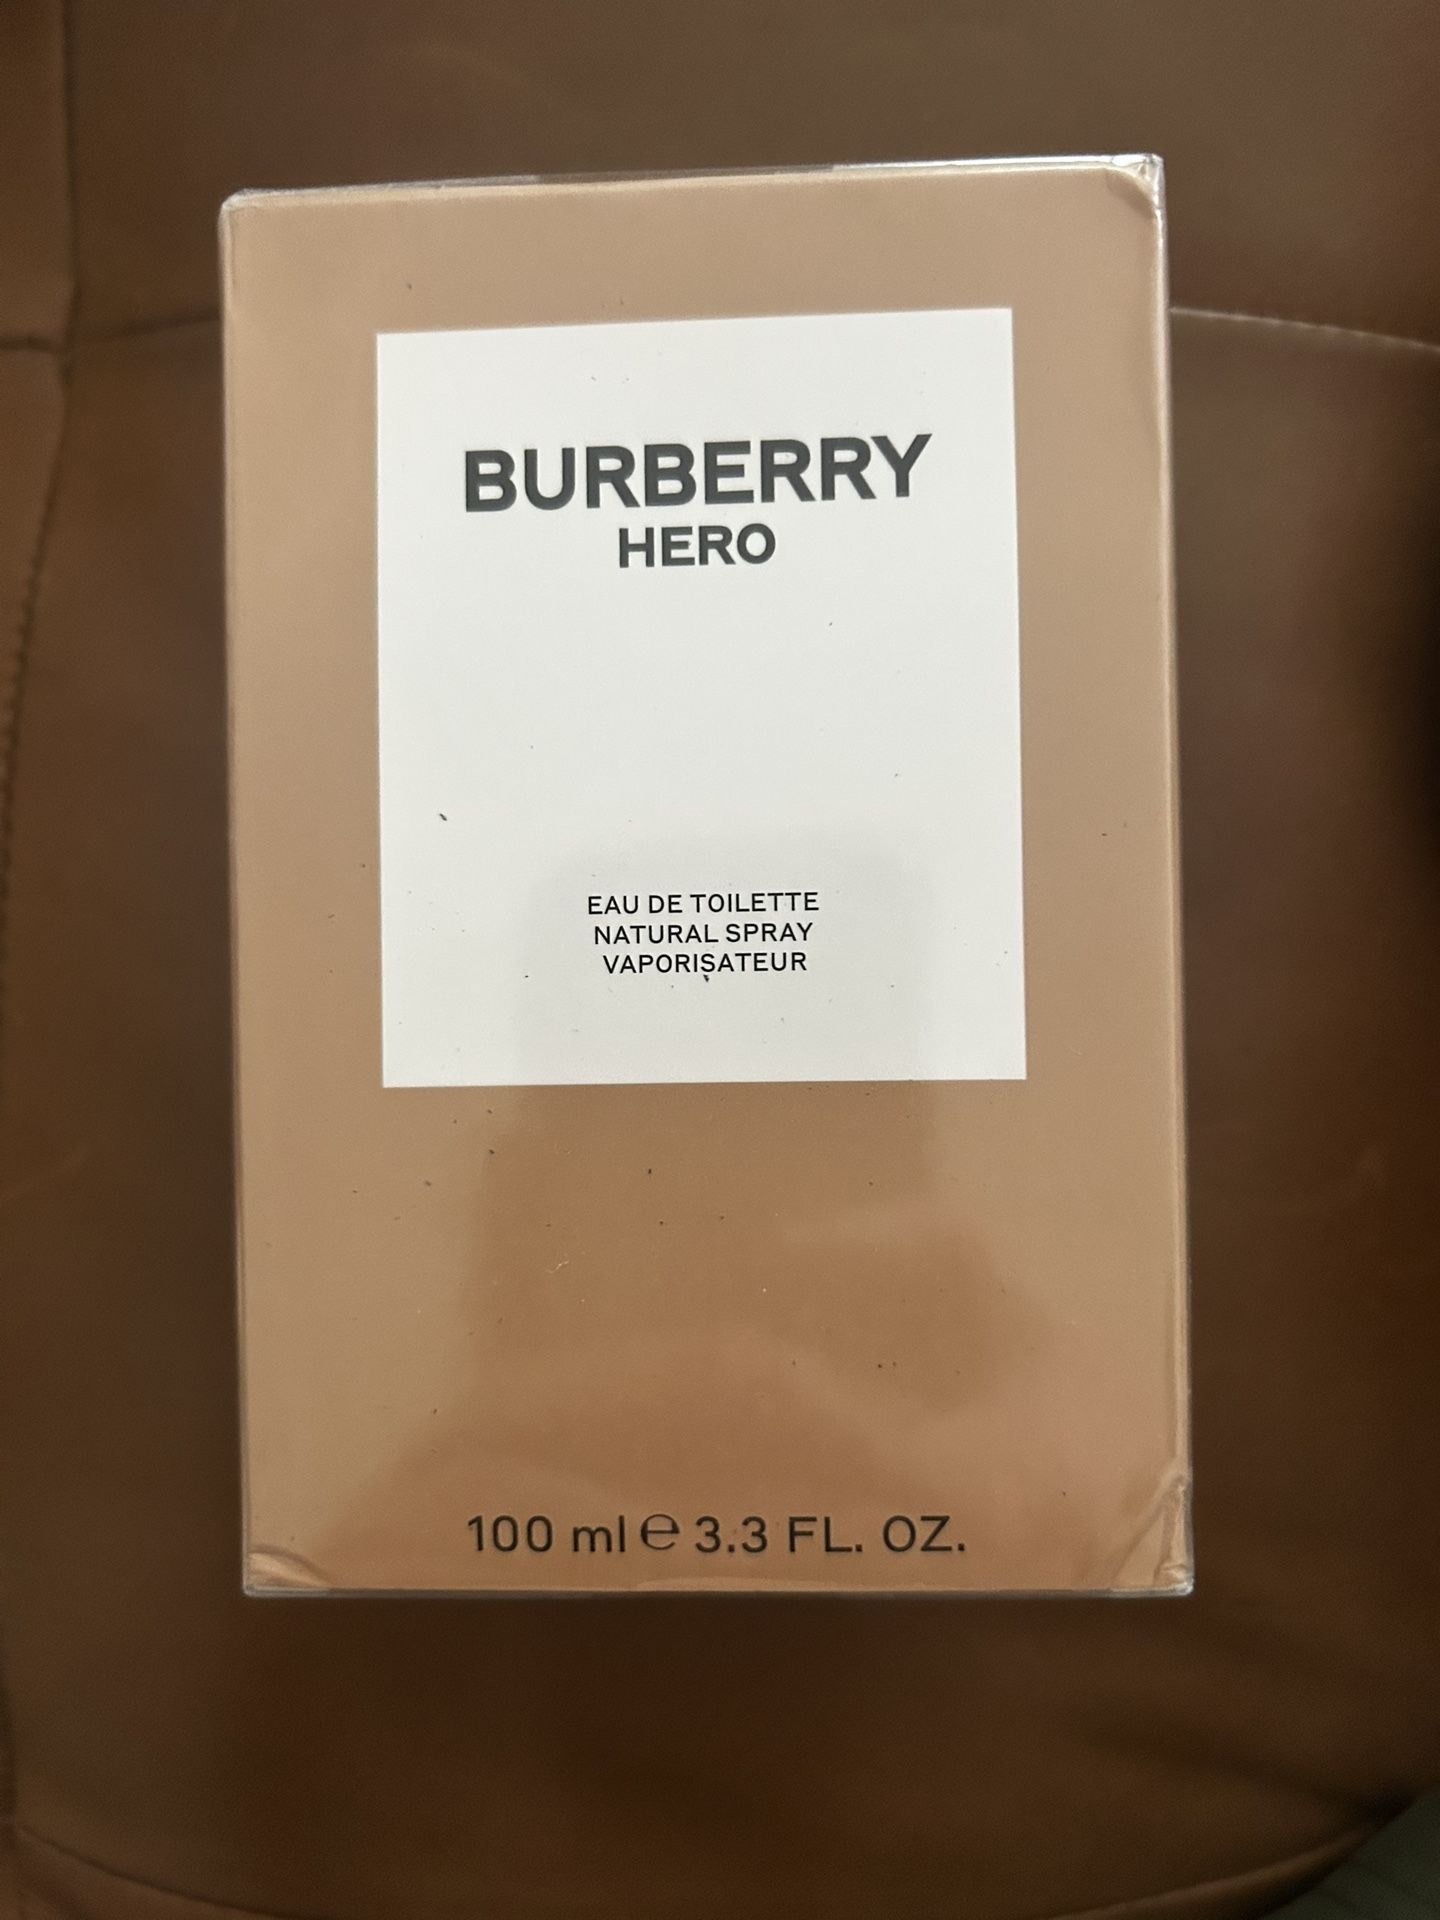 BURBERRY
HERO
EAU DE TOILETTE
NATURAL SPRAY
VAPORISATEUR
100 ml ℮ 3.3 FL. OZ.